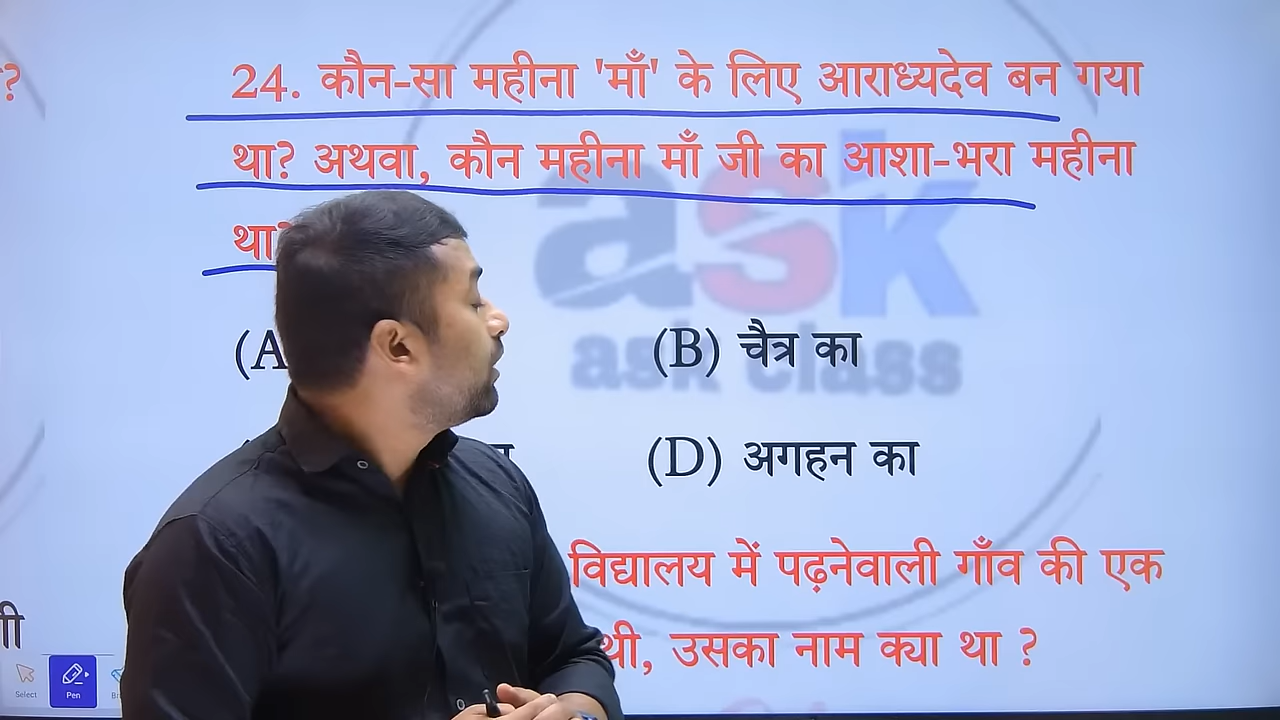 ?
24. कौन-सा महीना 'माँ' के लिए आराध्यदेव बन गया
था? अथवा, कौन महीना माँ जी का आशा-भरा महीना
था?
ask
ask class
(A
(B) चैत्र का
(D) अगहन का
विद्यालय में पढ़नेवाली गाँव की एक
थी, उसका नाम क्या था ?
Select
Pen